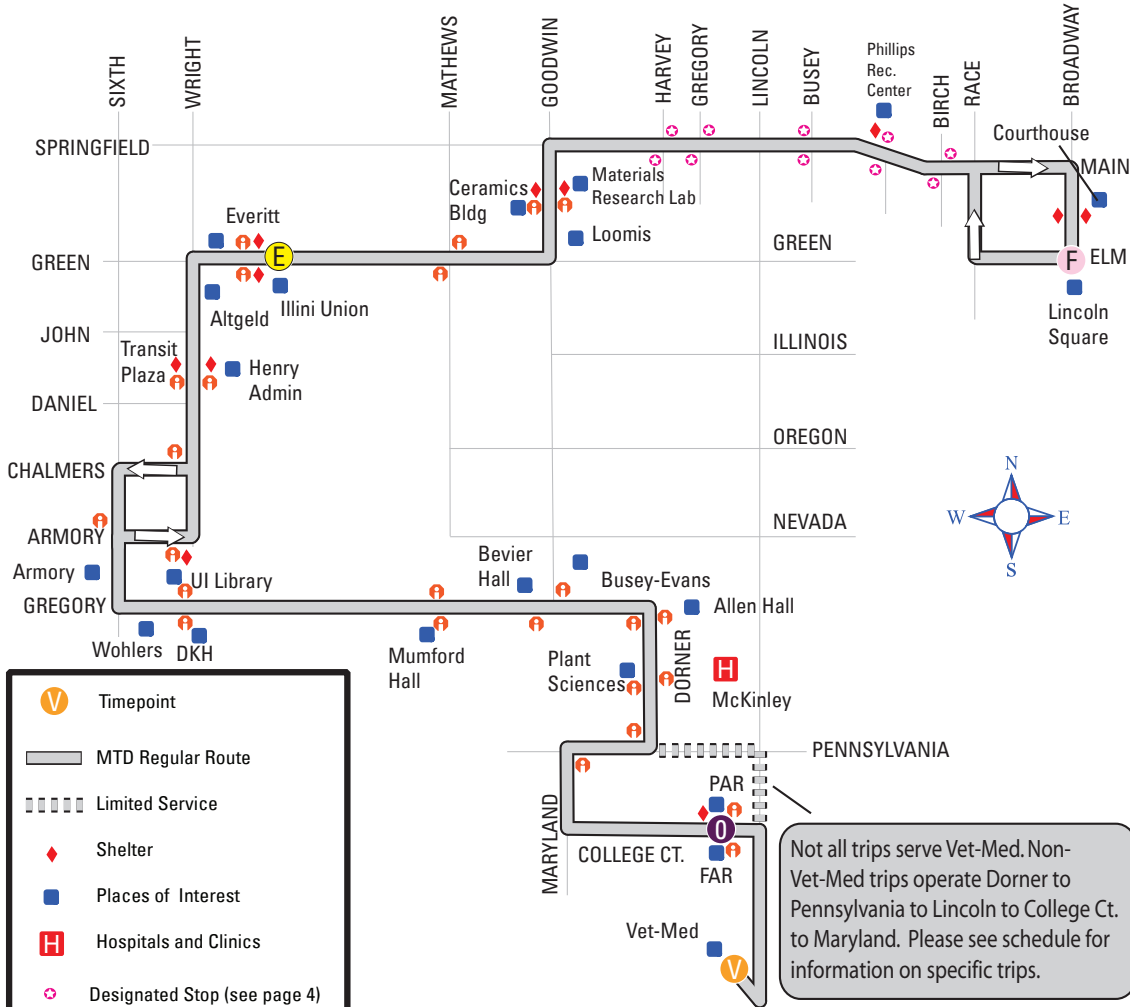 SIXTH
WRIGHT
MATHEWS
GOODWIN
HARVEY
GREGORY
LINCOLN
BUSEY
Phillips
Rec.
Center
BIRCH
RACE
BROADWAY
Courthouse
SPRINGFIELD
MAIN
Ceramics
Bldg
Materials
Research Lab
Everitt
Loomis
GREEN
E
GREEN
F
ELM
Altgeld
Illini Union
Lincoln
Square
JOHN
Transit
Plaza
Henry
Admin
ILLINOIS
DANIEL
OREGON
CHALMERS
N
W
E
S
ARMORY
NEVADA
Armory
UI Library
Bevier
Hall
Busey-Evans
GREGORY
Allen Hall
Wohlers
DKH
Mumford
Hall
Plant
Sciences
DORNER
H
McKinley
PENNSYLVANIA
MARYLAND
PAR
O
COLLEGE CT.
FAR
Vet-Med
V
Not all trips serve Vet-Med. Non-
Vet-Med trips operate Dorner to
Pennsylvania to Lincoln to College Ct.
to Maryland. Please see schedule for
information on specific trips.
V Timepoint
MTD Regular Route
Limited Service
Shelter
Places of Interest
H Hospitals and Clinics
Designated Stop (see page 4)